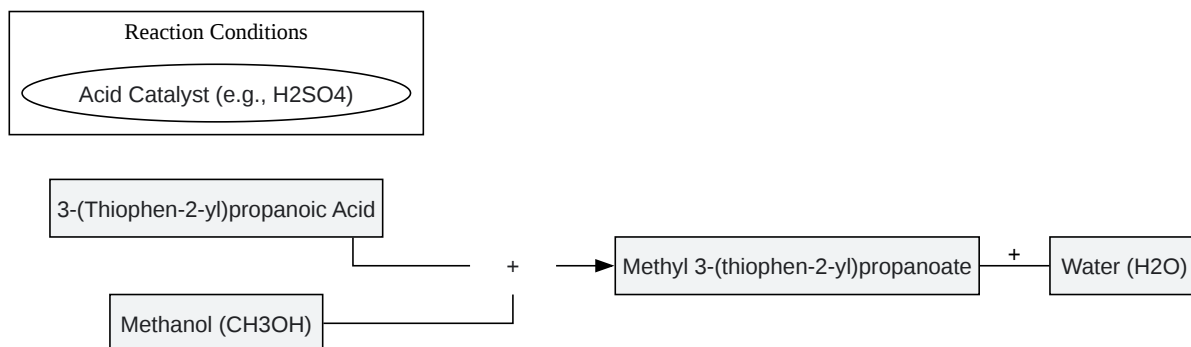 Reaction Conditions
Acid Catalyst (e.g., H2SO4)
3-(Thiophen-2-yl)propanoic Acid
+
Methanol (CH3OH)
Methyl 3-(thiophen-2-yl)propanoate
+
Water (H2O)